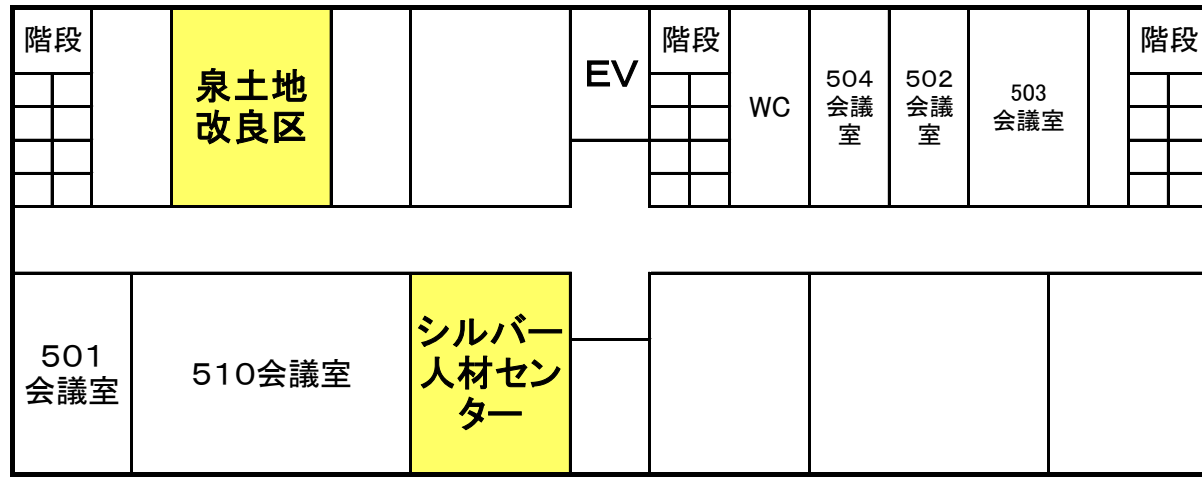 階段
泉土地
改良区
EV
階段
WC
504
会議
室
502
会議
室
503
会議室
階段
501
会議室
510会議室
シルバー
人材セン
ター